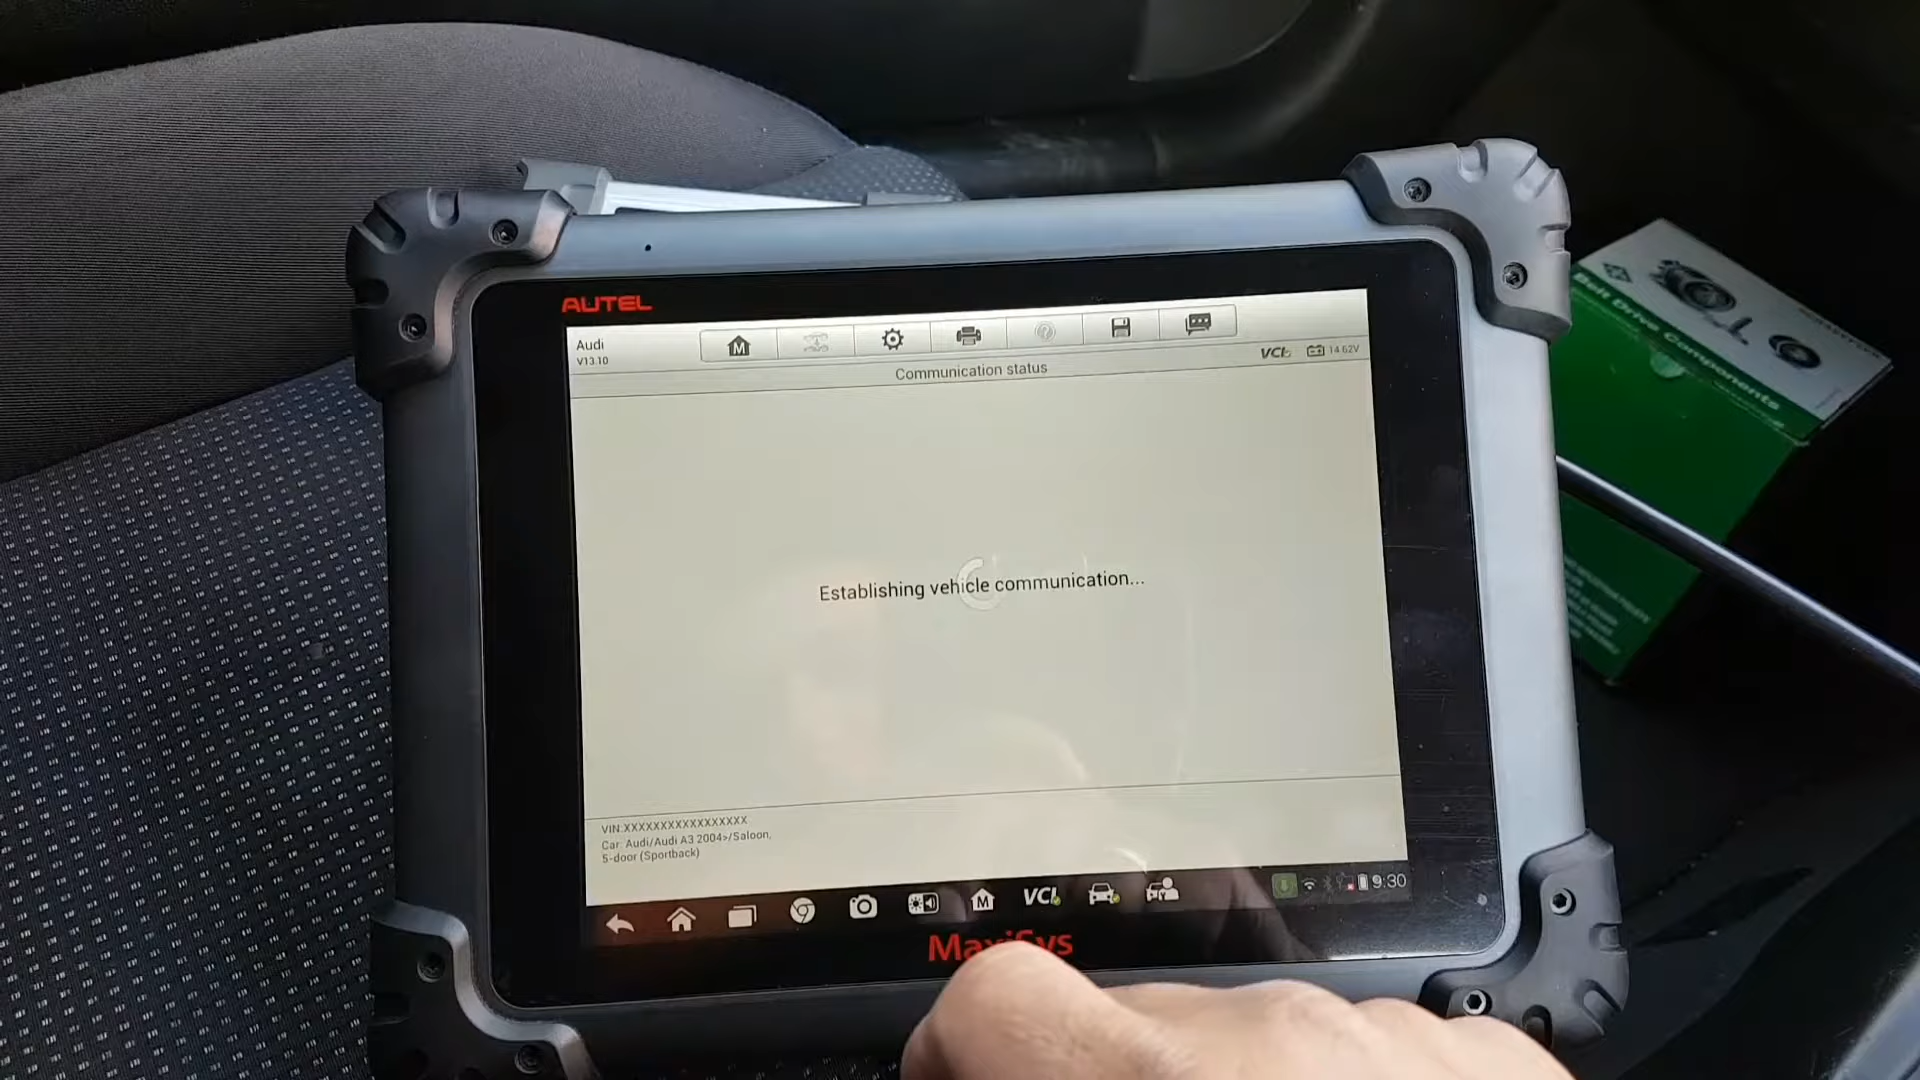 AUTEL
Audi
V13.10
M
VCI
14.62V
Communication status
Establishing vehicle communication...
VIN:XXXXXXXXXXXXXXXXX
Car: Audi/Audi A3 2004>/Saloon,
5-door (Sportback)
M
VCI
9:30
MaxiSys
Belt Drive Components